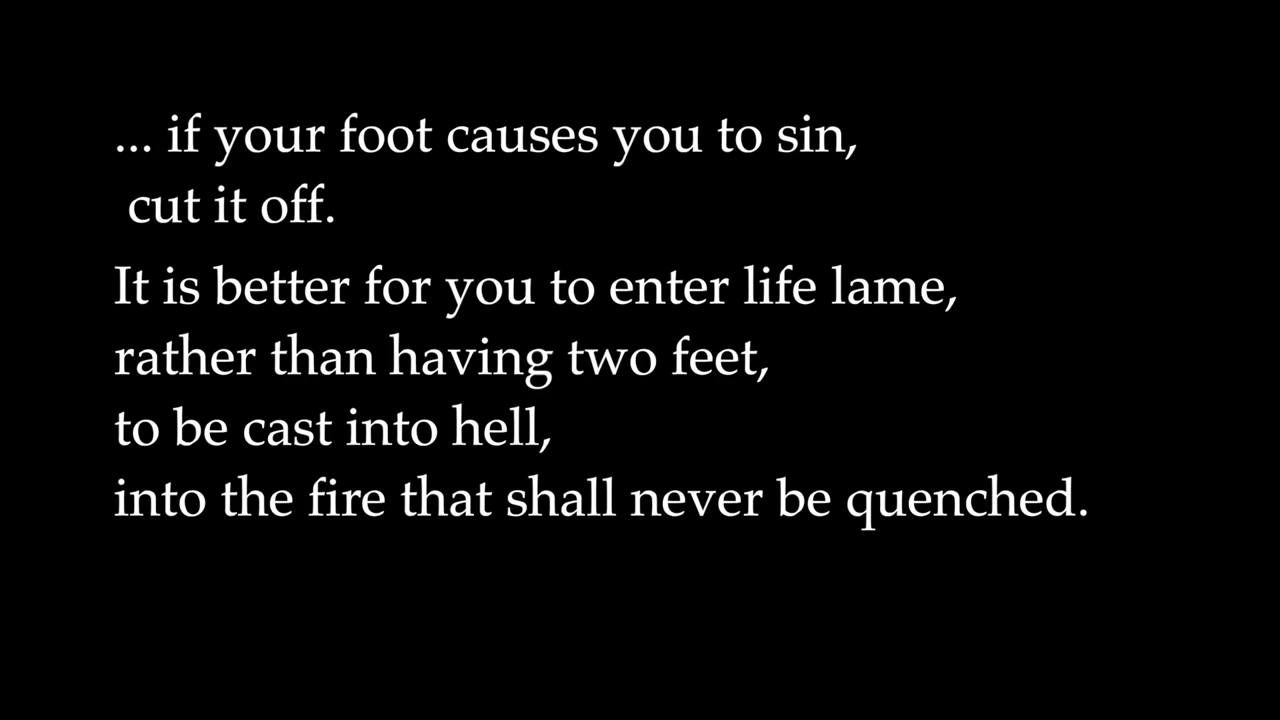 ... if your foot causes you to sin,
cut it off.
It is better for you to enter life lame,
rather than having two feet,
to be cast into hell,
into the fire that shall never be quenched.